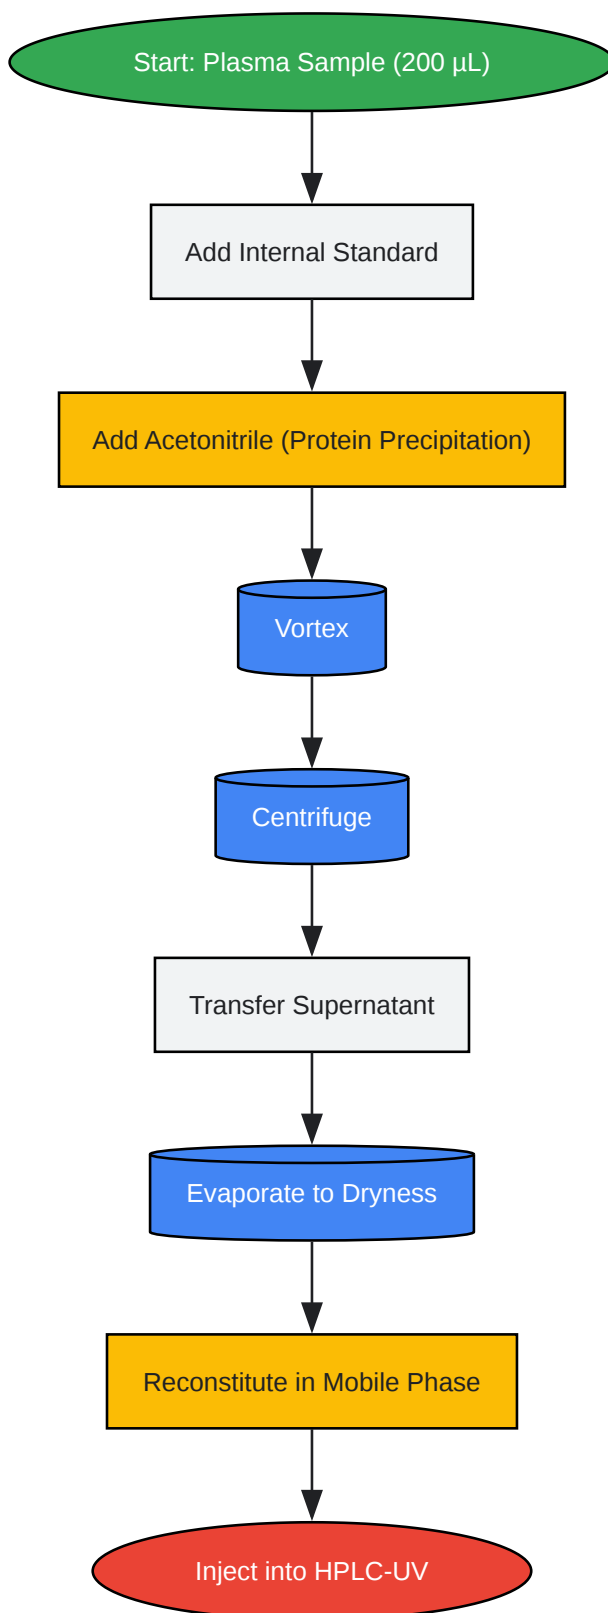 Start: Plasma Sample (200 µL)
Add Internal Standard
Add Acetonitrile (Protein Precipitation)
Vortex
Centrifuge
Transfer Supernatant
Evaporate to Dryness
Reconstitute in Mobile Phase
Inject into HPLC-UV